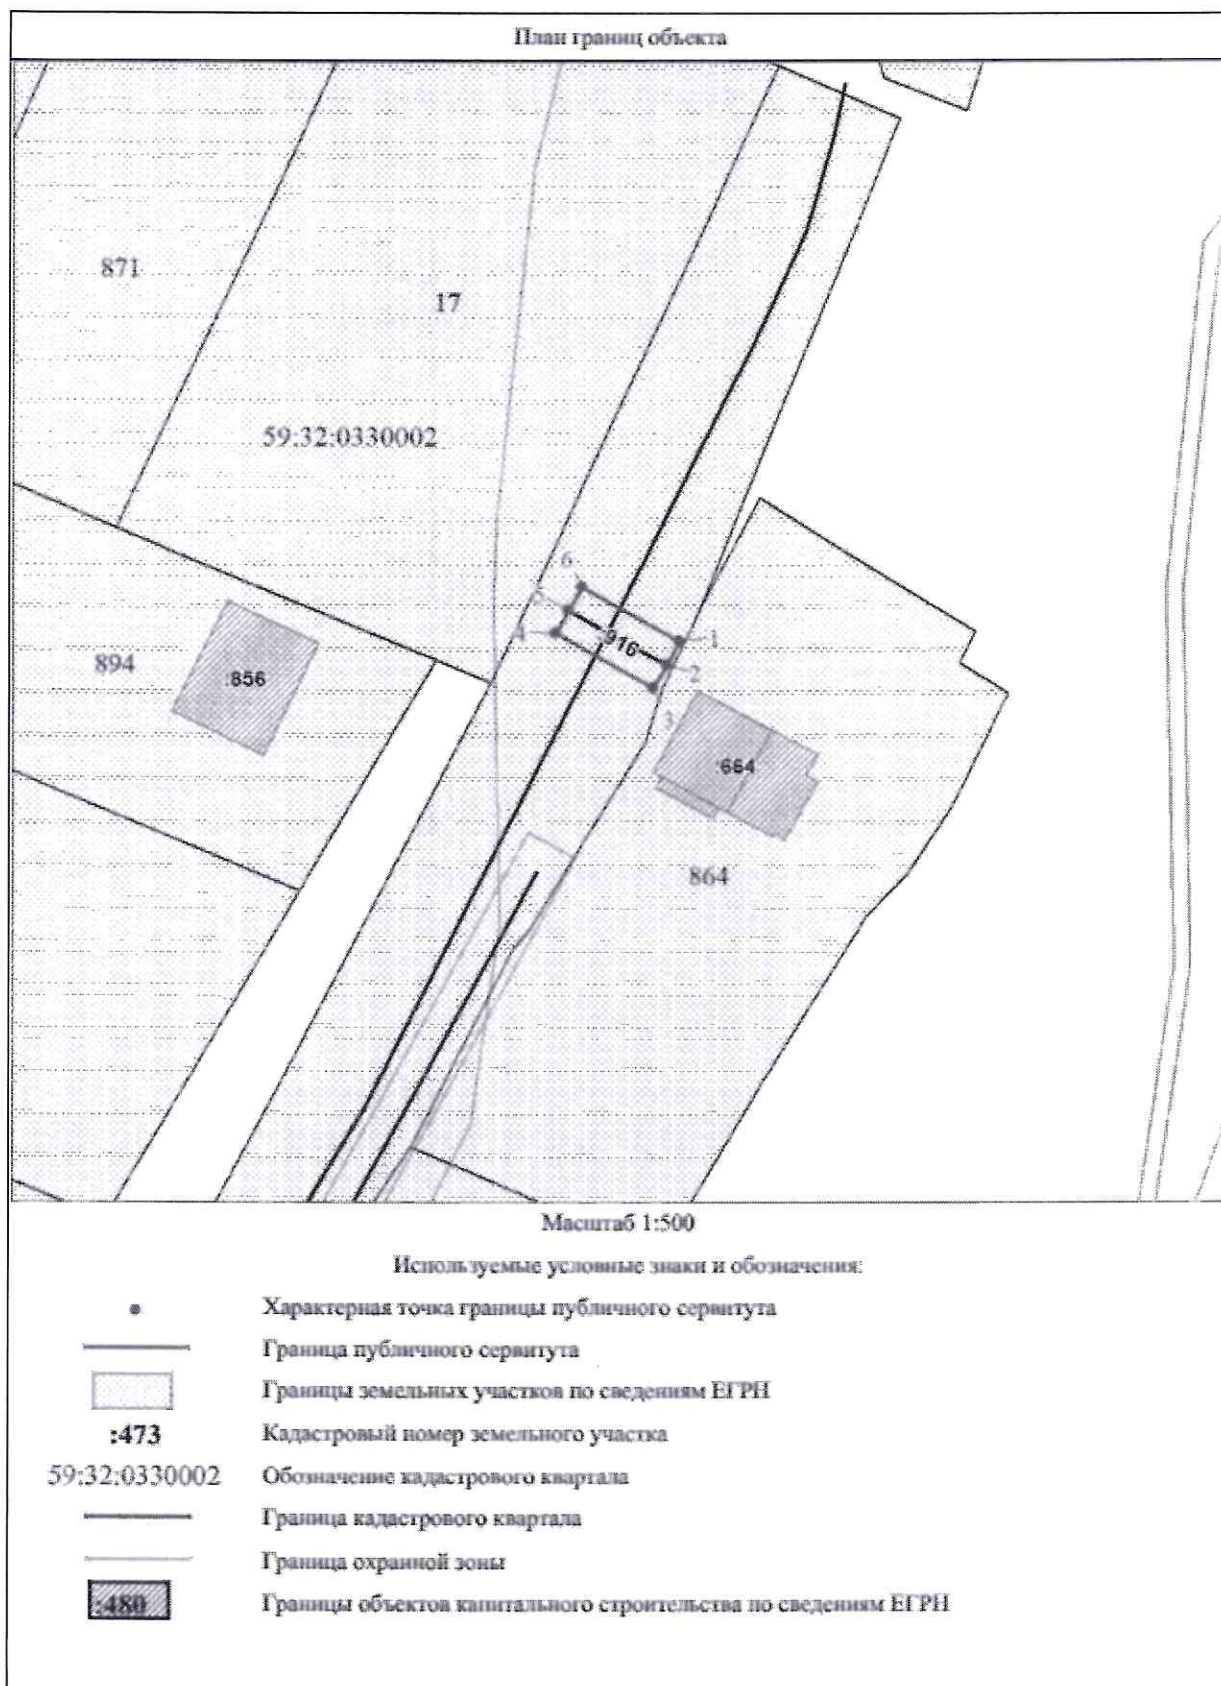 План границ объекта
871
17
59:32:0330002
6
5
4
916
1
2
3
894
:856
:664
864
Масштаб 1:500
Используемые условные знаки и обозначения:
Характерная точка границы публичного сервитута
Граница публичного сервитута
Границы земельных участков по сведениям ЕГРН
:473 Кадастровый номер земельного участка
59:32:0330002 Обозначение кадастрового квартала
Граница кадастрового квартала
Граница охранной зоны
:480 Границы объектов капитального строительства по сведениям ЕГРН